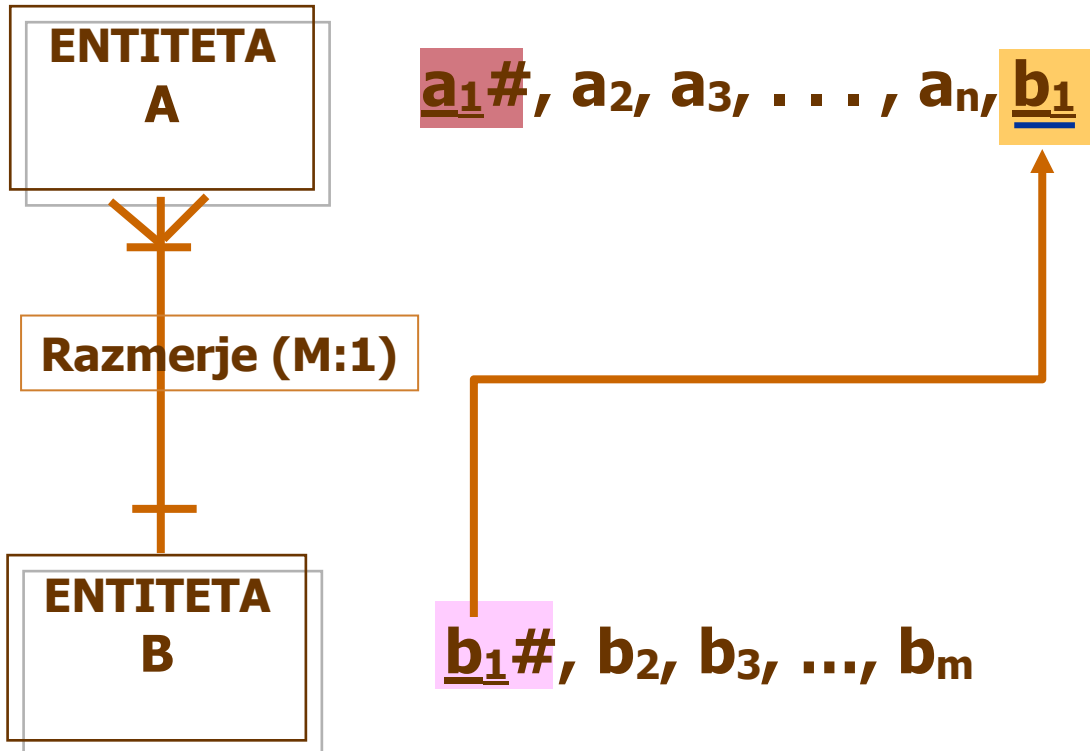 ENTITETA
A
a₁#, a₂, a₃, . . . , aₙ, b₁
Razmerje (M:1)
ENTITETA
B
b₁#, b₂, b₃, ..., bₘ